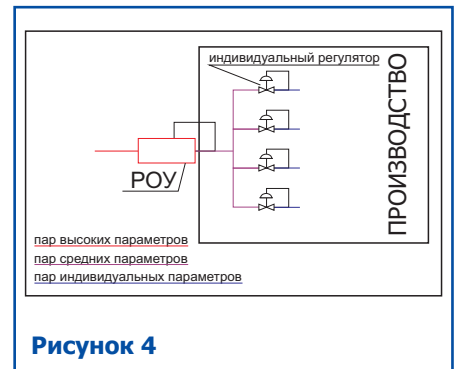 индивидуальный регулятор
ПРОИЗВОДСТВО
РОУ
пар высоких параметров
пар средних параметров
пар индивидуальных параметров
Рисунок 4